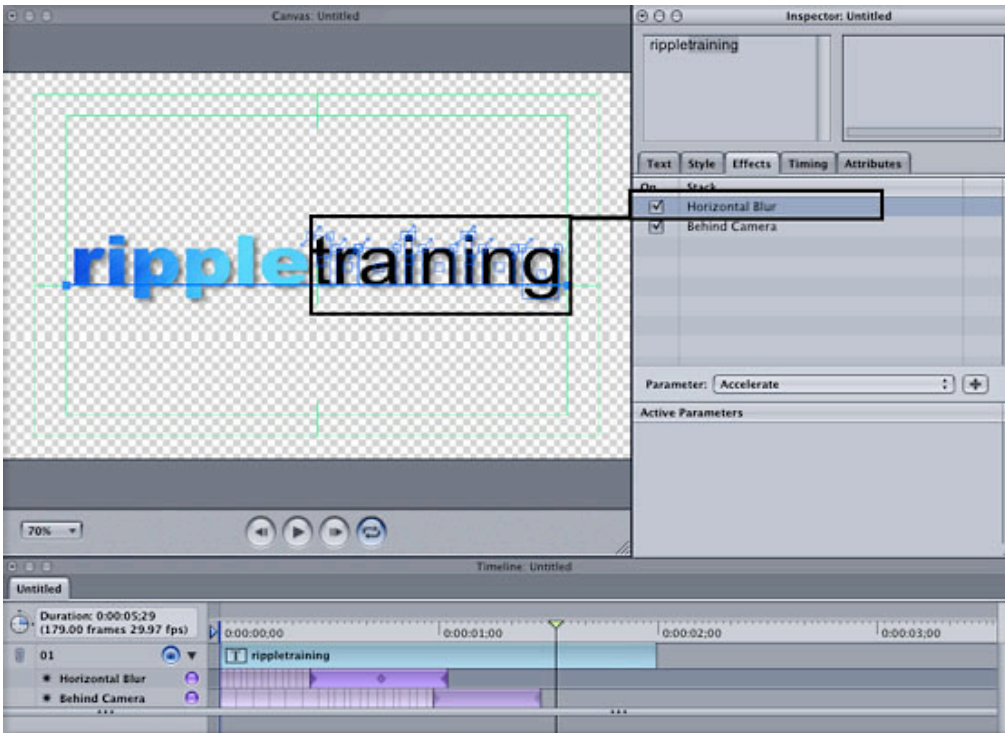 Canvas: Untitled
Inspector: Untitled
rippletraining
Text Style Effects Timing Attributes
On Stack
Horizontal Blur
Behind Camera
rippletraining
Parameter: Accelerate
Active Parameters
70%
Timeline: Untitled
Untitled
Duration: 0:00:05;29
(179.00 frames 29.97 fps)
0:00:00;00 0:00:01;00 0:00:02;00 0:00:03;00
01 T rippletraining
Horizontal Blur
Behind Camera